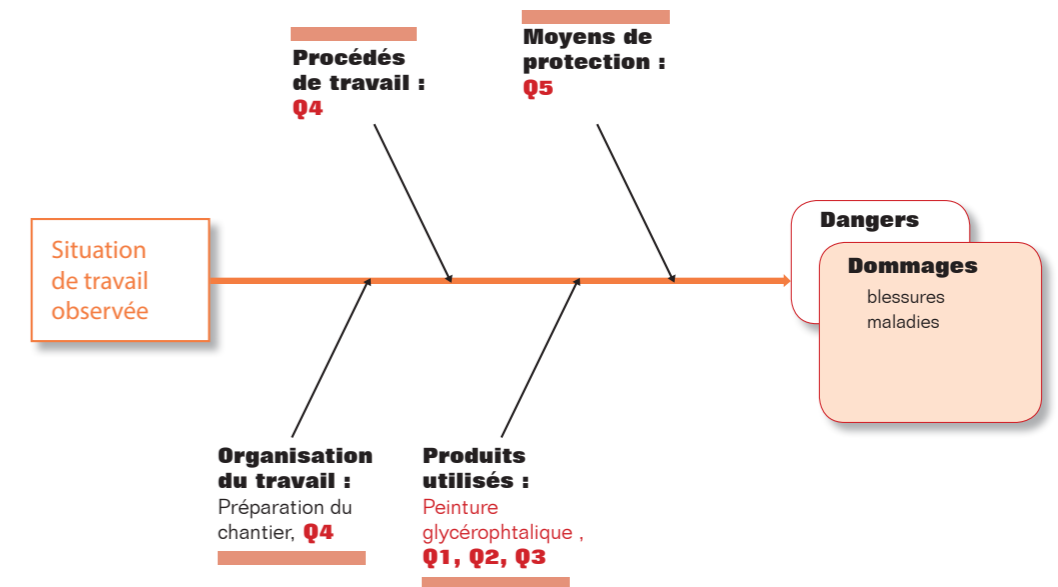 Procédés
de travail :
Q4
Moyens de
protection :
Q5
Situation
de travail
observée
Dangers
Dommages
blessures
maladies
Organisation
du travail :
Préparation du
chantier, Q4
Produits
utilisés :
Peinture
glycérophtalique ,
Q1, Q2, Q3